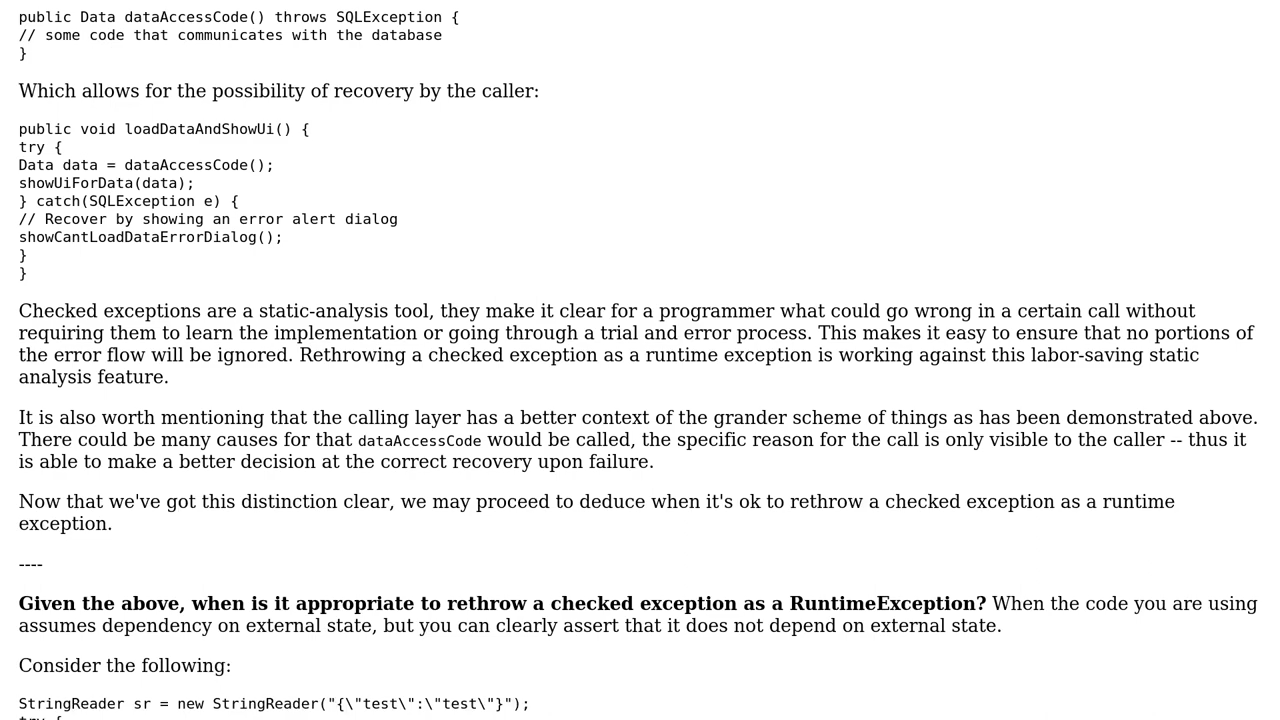 public Data dataAccessCode() throws SQLException {
// some code that communicates with the database
}
Which allows for the possibility of recovery by the caller:
public void loadDataAndShowUi() {
try {
Data data = dataAccessCode();
showUiForData(data);
} catch(SQLException e) {
// Recover by showing an error alert dialog
showCantLoadDataErrorDialog();
}
}
Checked exceptions are a static-analysis tool, they make it clear for a programmer what could go wrong in a certain call without
requiring them to learn the implementation or going through a trial and error process. This makes it easy to ensure that no portions of
the error flow will be ignored. Rethrowing a checked exception as a runtime exception is working against this labor-saving static
analysis feature.
It is also worth mentioning that the calling layer has a better context of the grander scheme of things as has been demonstrated above.
There could be many causes for that dataAccessCode would be called, the specific reason for the call is only visible to the caller -- thus it
is able to make a better decision at the correct recovery upon failure.
Now that we've got this distinction clear, we may proceed to deduce when it's ok to rethrow a checked exception as a runtime
exception.
----
Given the above, when is it appropriate to rethrow a checked exception as a RuntimeException? When the code you are using
assumes dependency on external state, but you can clearly assert that it does not depend on external state.
Consider the following:
StringReader sr = new StringReader("{\"test\":\"test\"}");
try {